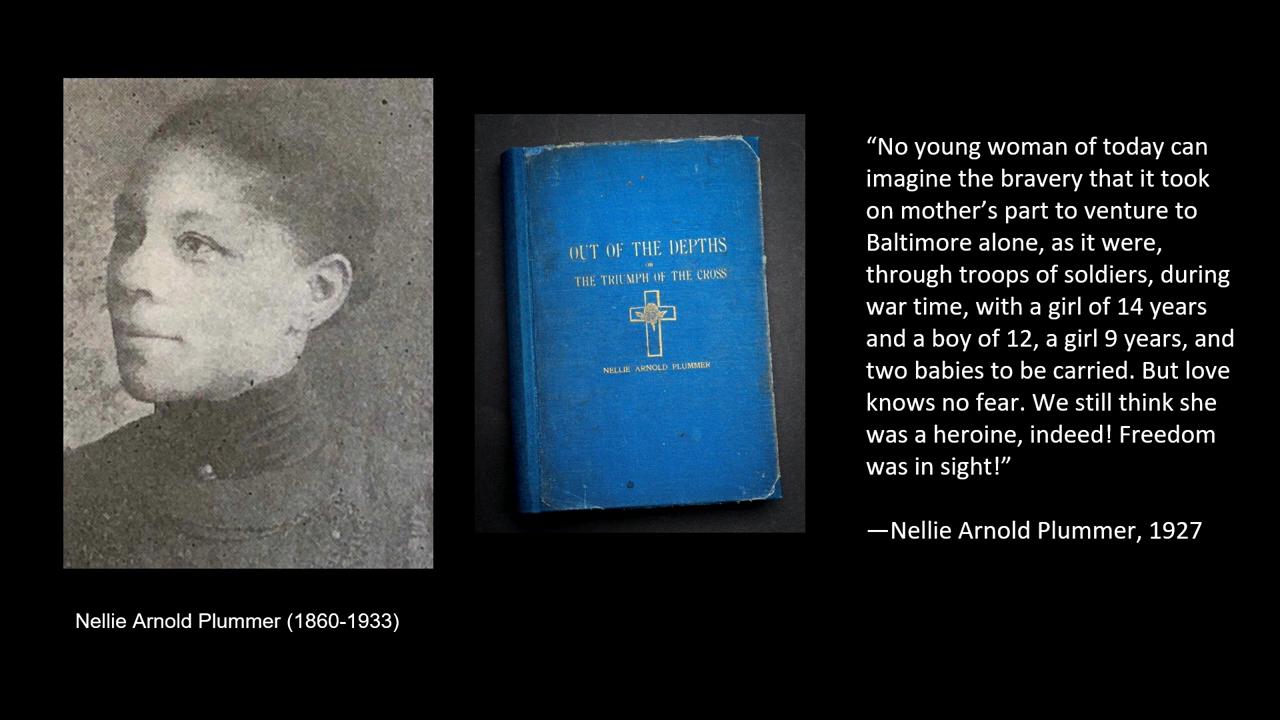 OUT OF THE DEPTHS
OR
THE TRIUMPH OF THE CROSS
NELLIE ARNOLD PLUMMER
“No young woman of today can
imagine the bravery that it took
on mother’s part to venture to
Baltimore alone, as it were,
through troops of soldiers, during
war time, with a girl of 14 years
and a boy of 12, a girl 9 years, and
two babies to be carried. But love
knows no fear. We still think she
was a heroine, indeed! Freedom
was in sight!”
—Nellie Arnold Plummer, 1927
Nellie Arnold Plummer (1860-1933)